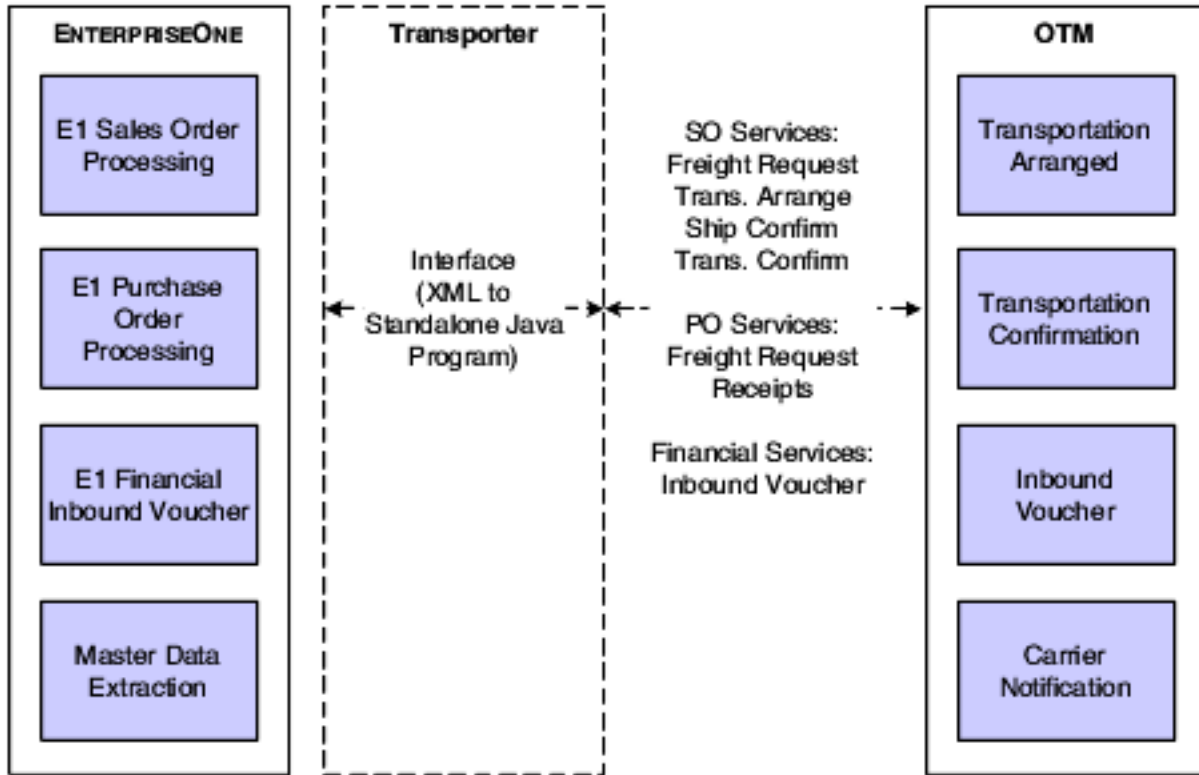 ENTERPRISEONE
E1 Sales Order
Processing
E1 Purchase
Order
Processing
E1 Financial
Inbound Voucher
Master Data
Extraction
Transporter
Interface
(XML to
Standalone Java
Program)
SO Services:
Freight Request
Trans. Arrange
Ship Confirm
Trans. Confirm
PO Services:
Freight Request
Receipts
Financial Services:
Inbound Voucher
OTM
Transportation
Arranged
Transportation
Confirmation
Inbound
Voucher
Carrier
Notification